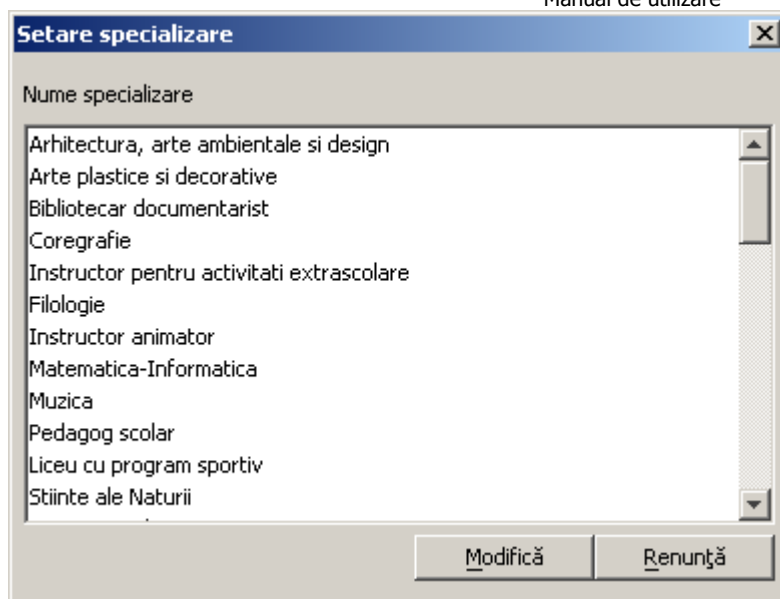 Manual de utilizare
Setare specializare
Nume specializare
Arhitectura, arte ambientale si design
Arte plastice si decorative
Bibliotecar documentarist
Coregrafie
Instructor pentru activitati extrascolare
Filologie
Instructor animator
Matematica-Informatica
Muzica
Pedagog scolar
Liceu cu program sportiv
Stiinte ale Naturii
Modifică Renunţă